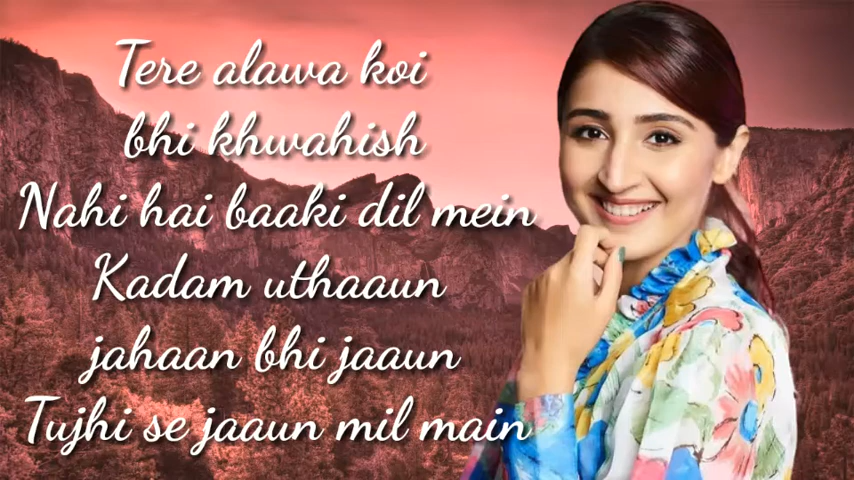 Tere alawa koi
bhi khwahish
Nahi hai baaki dil mein
Kadam uthaaun
jahaan bhi jaaun
Tujhi se jaaun mil main